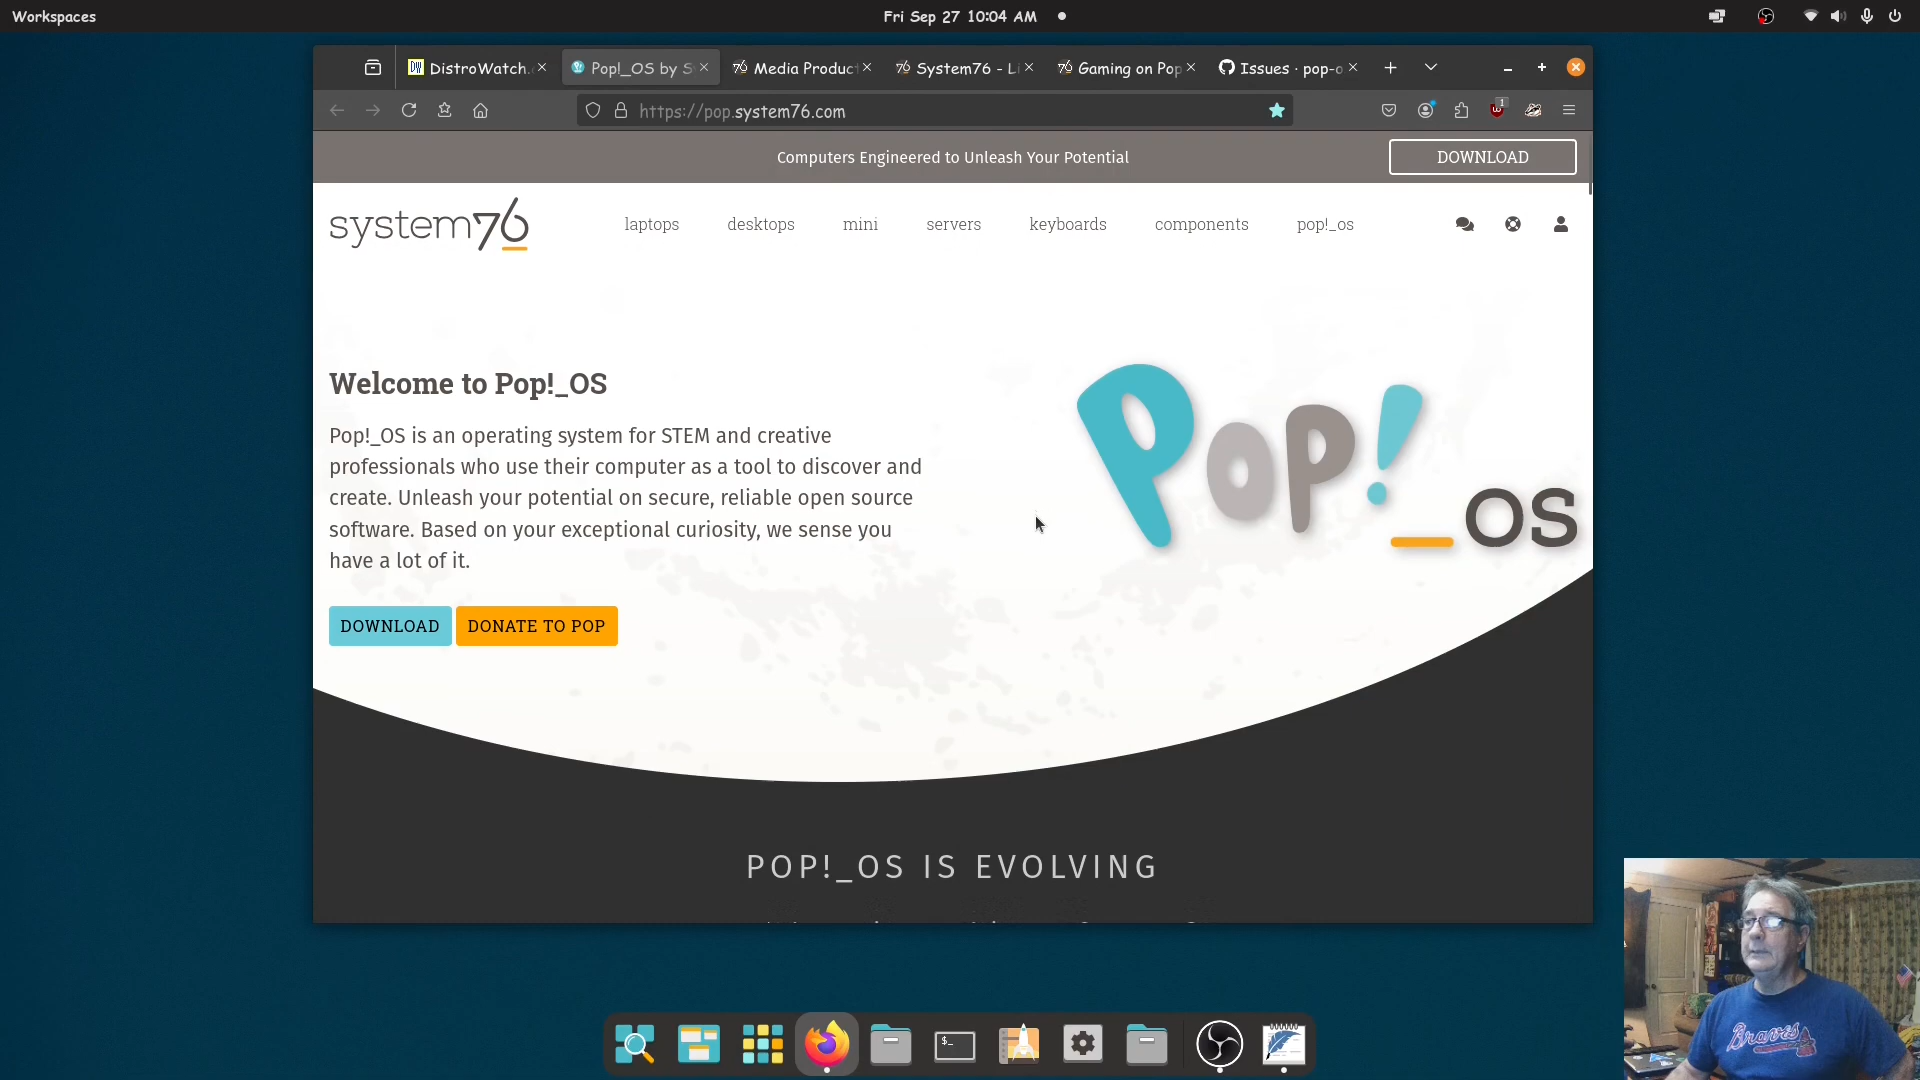 Workspaces
Fri Sep 27 10:04 AM
DistroWatch.
Pop!_OS by S
Media Produc
System76 - Li
Gaming on Pop
Issues · pop-o
https://pop.system76.com
1
Computers Engineered to Unleash Your Potential
DOWNLOAD
system76
laptops
desktops
mini
servers
keyboards
components
pop!_os
Welcome to Pop!_OS
Pop!_OS is an operating system for STEM and creative
professionals who use their computer as a tool to discover and
create. Unleash your potential on secure, reliable open source
software. Based on your exceptional curiosity, we sense you
have a lot of it.
DOWNLOAD
DONATE TO POP
Pop!_OS
POP!_OS IS EVOLVING
Braves